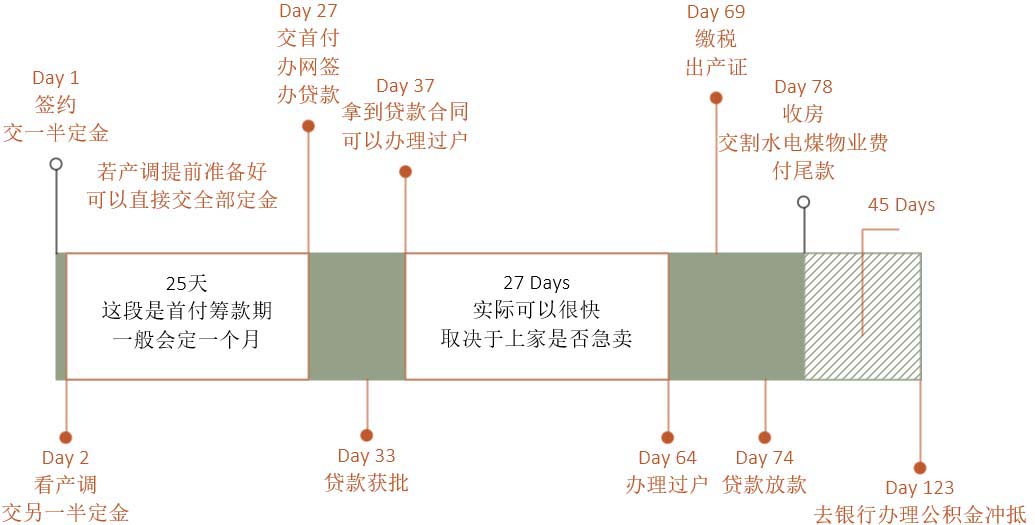 Day 1
签约
交一半定金
若产调提前准备好
可以直接交全部定金
Day 27
交首付
办网签
办贷款
Day 37
拿到贷款合同
可以办理过户
Day 69
缴税
出产证
Day 78
收房
交割水电煤物业费
付尾款
45 Days
25天
这段是首付筹款期
一般会定一个月
27 Days
实际可以很快
取决于上家是否急卖
Day 2
看产调
交另一半定金
Day 33
贷款获批
Day 64
办理过户
Day 74
贷款放款
Day 123
去银行办理公积金冲抵